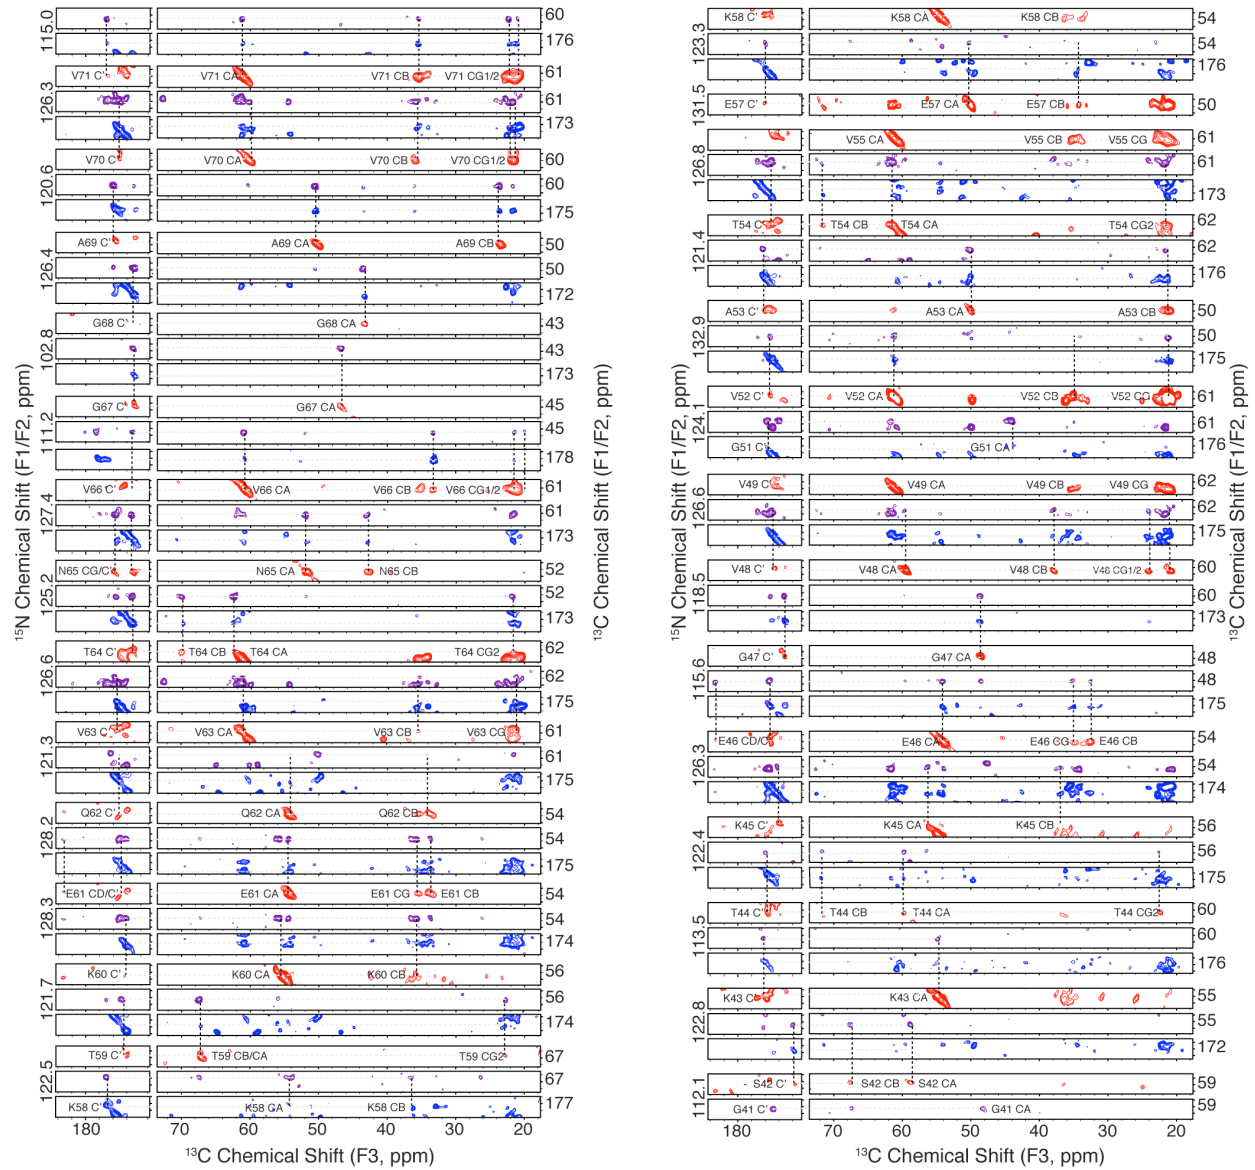 115.0 60
176
V71 C' V71 CA V71 CB V71 CG1/2 61
126.3 61
173
V70 C' V70 CA V70 CB V70 CG1/2 60
120.6 60
175
A69 C' A69 CA A69 CB 50
126.4 50
172
G68 C' G68 CA 43
102.8 43
173
G67 C' G67 CA 45
111.2 45
178
V66 C' V66 CA V66 CB V66 CG1/2 61
127.4 61
173
N65 CG/C' N65 CA N65 CB 52
125.2 52
173
T64 C' T64 CB T64 CA T64 CG2 62
126.6 62
175
V63 C' V63 CA V63 CB V63 CG 61
121.3 61
175
Q62 C' Q62 CA Q62 CB 54
128.2 54
175
E61 CD/C' E61 CA E61 CG E61 CB 54
128.3 54
174
K60 C' K60 CA K60 CB 56
121.7 56
174
T59 C' T59 CB/CA T59 CG2 67
122.5 67
K58 C' K58 CA K58 CB 177
180 70 60 50 40 30 20
13C Chemical Shift (F3, ppm)
15N Chemical Shift (F1/F2, ppm)
13C Chemical Shift (F1/F2, ppm)
K58 C' K58 CA K58 CB 54
123.3 54
176
131.5 E57 C' E57 CA E57 CB 50
V55 CA V55 CB V55 CG 61
126.8 61
173
T54 C' T54 CB T54 CA T54 CG2 62
121.4 62
176
A53 C' A53 CA A53 CB 50
132.9 50
175
V52 C' V52 CA V52 CB V52 CG 61
124.1 61
G51 C' G51 CA 176
V49 C' V49 CA V49 CB V49 CG 62
126.6 62
175
V48 C' V48 CA V48 CB V48 CG1/2 60
118.5 60
173
G47 C' G47 CA 48
115.6 48
175
E46 CD/C' E46 CA E46 CG E46 CB 54
126.3 54
174
K45 C' K45 CA K45 CB 56
122.4 56
175
T44 C' T44 CB T44 CA T44 CG2 60
113.5 60
176
K43 C' K43 CA 55
122.8 55
172
S42 C' S42 CB S42 CA 59
112.1 G41 C' G41 CA 59
180 70 60 50 40 30 20
13C Chemical Shift (F3, ppm)
15N Chemical Shift (F1/F2, ppm)
13C Chemical Shift (F1/F2, ppm)